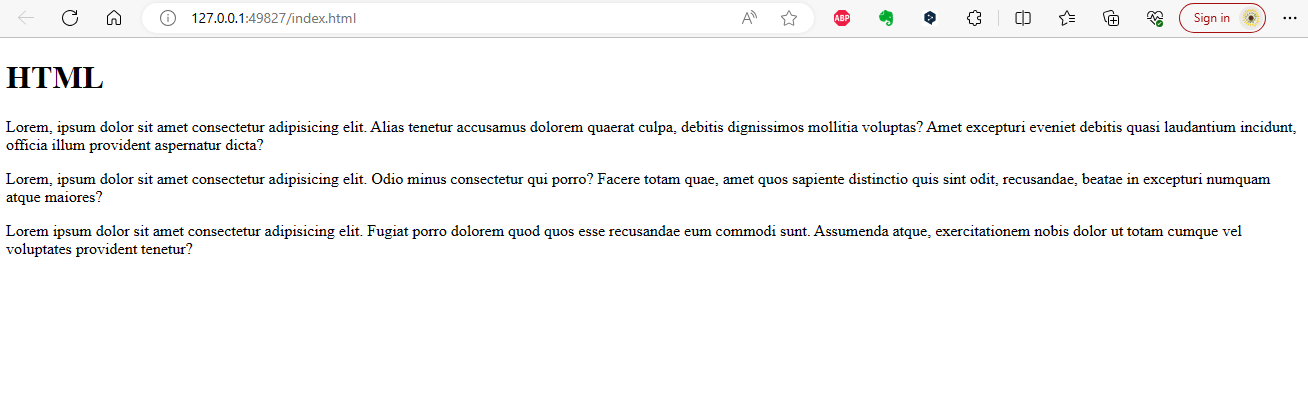 127.0.0.1:49827/index.html
A
ABP
Sign in
HTML
Lorem, ipsum dolor sit amet consectetur adipisicing elit. Alias tenetur accusamus dolorem quaerat culpa, debitis dignissimos mollitia voluptas? Amet excepturi eveniet debitis quasi laudantium incidunt,
officia illum provident aspernatur dicta?
Lorem, ipsum dolor sit amet consectetur adipisicing elit. Odio minus consectetur qui porro? Facere totam quae, amet quos sapiente distinctio quis sint odit, recusandae, beatae in excepturi numquam
atque maiores?
Lorem ipsum dolor sit amet consectetur adipisicing elit. Fugiat porro dolorem quod quos esse recusandae eum commodi sunt. Assumenda atque, exercitationem nobis dolor ut totam cumque vel
voluptates provident tenetur?